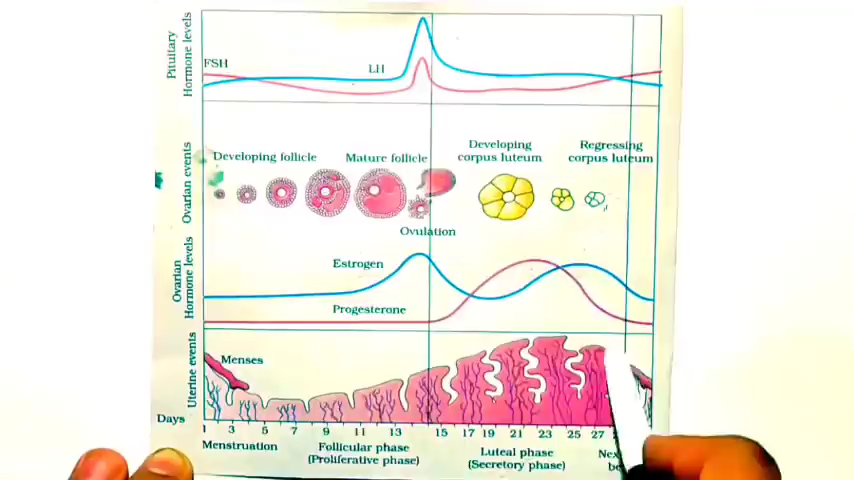 Pituitary
Hormone levels
FSH
LH
Ovarian events
Developing follicle
Mature follicle
Developing
corpus luteum
Regressing
corpus luteum
Ovulation
Ovarian
Hormone levels
Estrogen
Progesterone
Uterine events
Menses
Days
1 3 5 7 9 11 13 15 17 19 21 23 25 27
Menstruation
Follicular phase
(Proliferative phase)
Luteal phase
(Secretory phase)